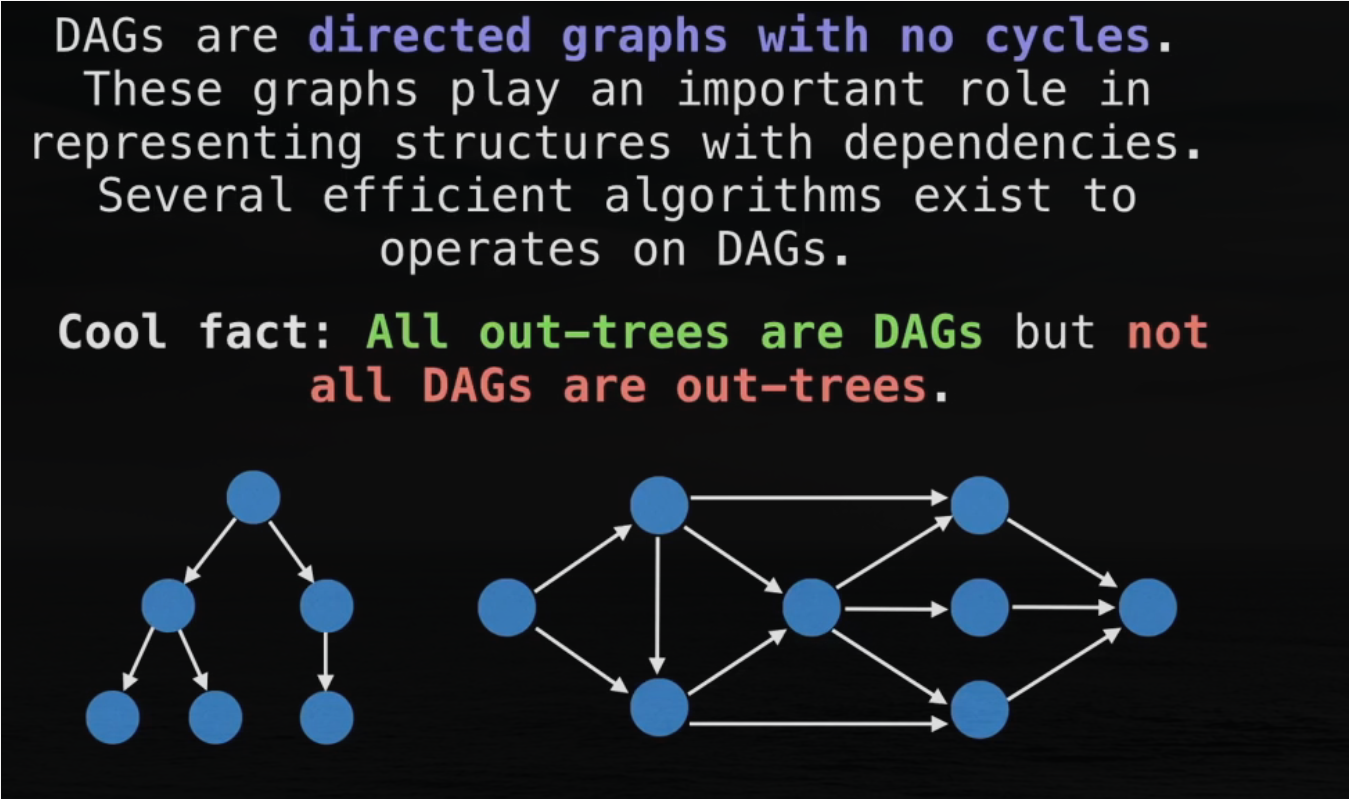 DAGs are directed graphs with no cycles.
These graphs play an important role in
representing structures with dependencies.
Several efficient algorithms exist to
operates on DAGs.
Cool fact: All out-trees are DAGs but not
all DAGs are out-trees.